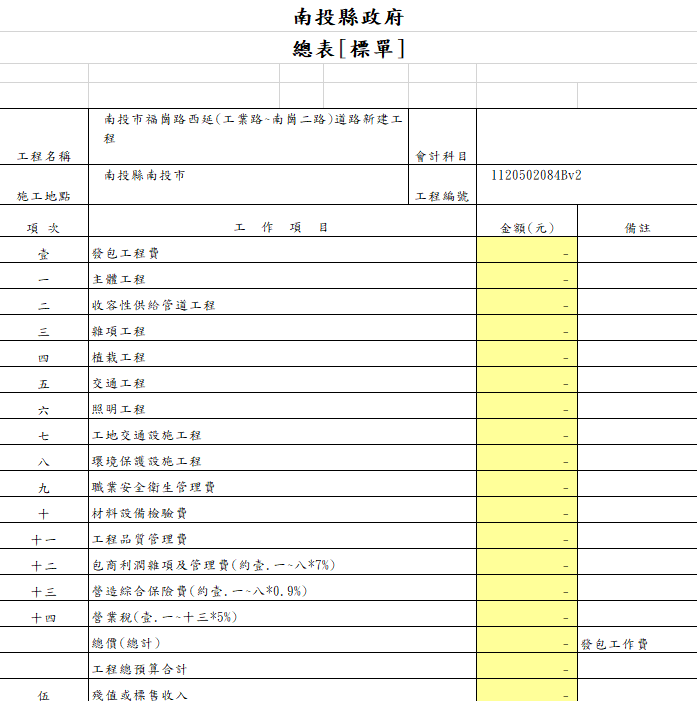 南投縣政府
總表[標單]
工程名稱 南投市福崗路西延(工業路~南崗二路)道路新建工
程 會計科目
施工地點 南投縣南投市 工程編號 1120502084Bv2
項 次 工 作 項 目 金額(元) 備註
壹 發包工程費 -
一 主體工程 -
二 收容性供給管道工程 -
三 雜項工程 -
四 植栽工程 -
五 交通工程 -
六 照明工程 -
七 工地交通設施工程 -
八 環境保護設施工程 -
九 職業安全衛生管理費 -
十 材料設備檢驗費 -
十一 工程品質管理費 -
十二 包商利潤雜項及管理費(約壹.一~八*7%) -
十三 營造綜合保險費(約壹.一~八*0.9%) -
十四 營業稅(壹.一~十三*5%) -
總價(總計) - 發包工作費
工程總預算合計 -
伍 殘值或標售收入 -